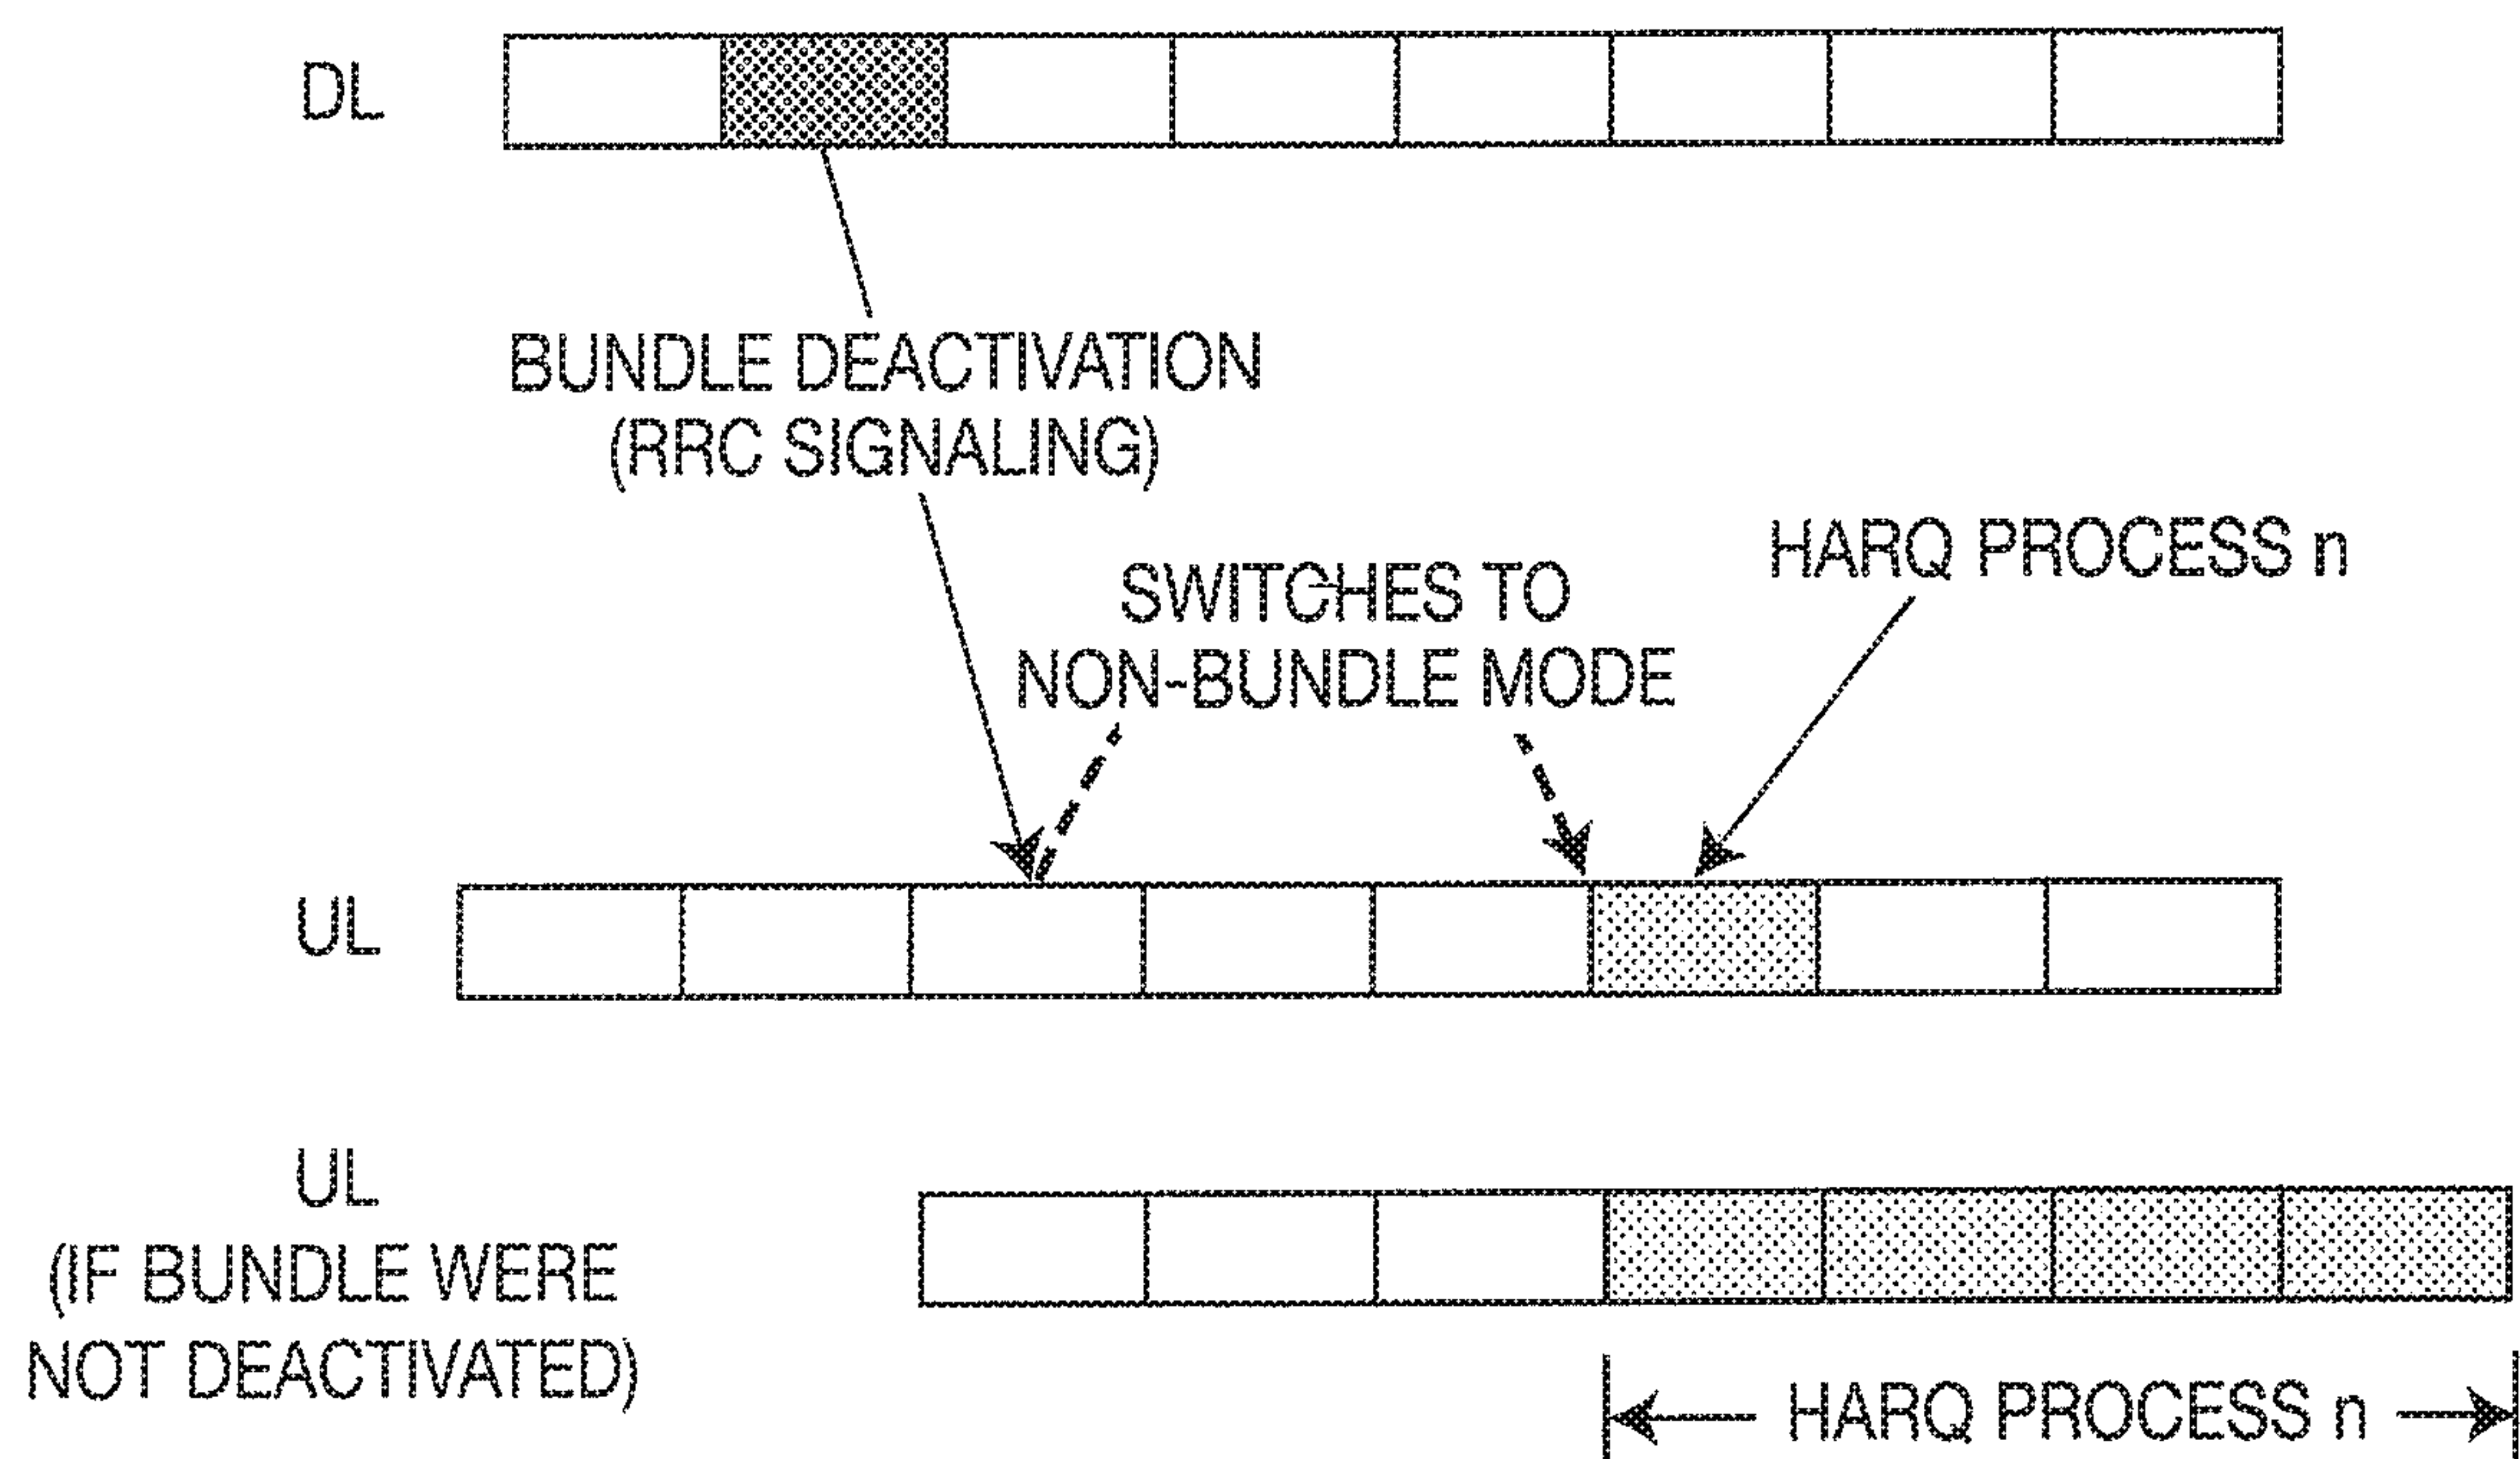 DL
BUNDLE DEACTIVATION
(RRC SIGNALING)
HARQ PROCESS n
SWITCHES TO
NON-BUNDLE MODE
UL
UL
(IF BUNDLE WERE
NOT DEACTIVATED)
HARQ PROCESS n